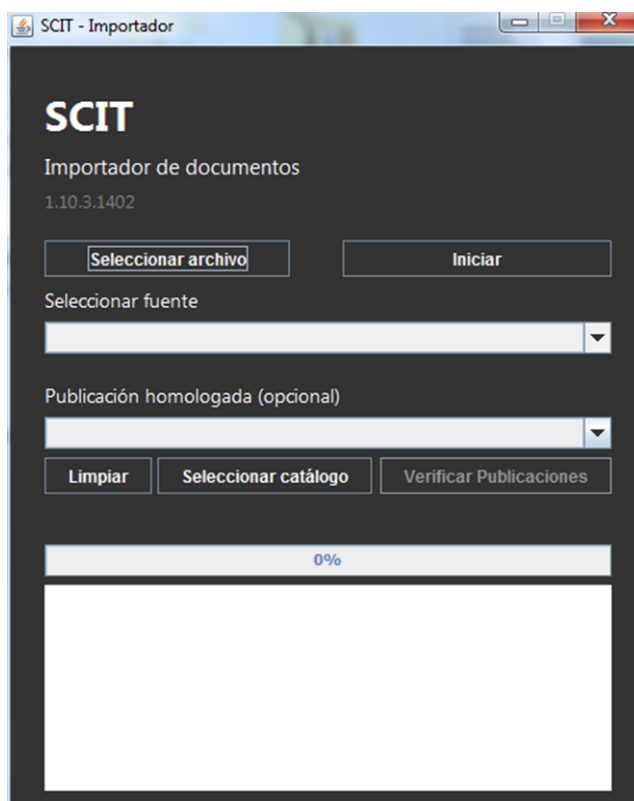 SCIT - Importador
SCIT
Importador de documentos
1.10.3.1402
Seleccionar archivo Iniciar
Seleccionar fuente
Publicación homologada (opcional)
Limpiar Seleccionar catálogo Verificar Publicaciones
0%